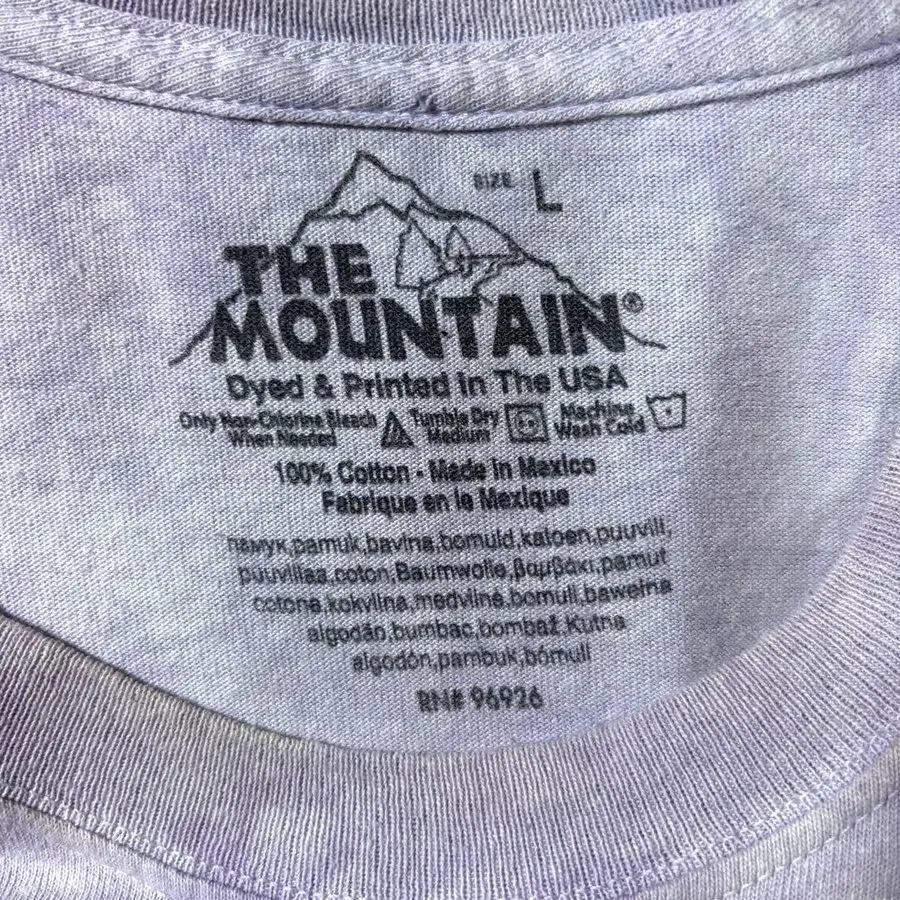 SIZE L
THE
MOUNTAIN®
Dyed & Printed In The USA
Only Non-Chlorine Bleach When Needed
Tumble Dry Medium
Machine Wash Cold
100% Cotton • Made in Mexico
Fabrique en le Mexique
памук,pamuk,bavlna,bomuld,katoen,puuvill,
puuvillaa,coton,Baumwolle,βαμβάκι,pamut
cotone,kokvilna,medvilne,bomull,bawełna
algodão,bumbac,bombaž,Kutna
algodón,pambuk,bómull
RN# 96926